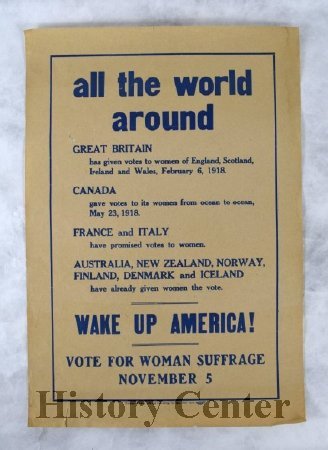 all the world
around
GREAT BRITAIN
has given votes to women of England, Scotland,
Ireland and Wales, February 6, 1918.
CANADA
gave votes to its women from ocean to ocean,
May 23, 1918.
FRANCE and ITALY
have promised votes to women.
AUSTRALIA, NEW ZEALAND, NORWAY,
FINLAND, DENMARK and ICELAND
have already given women the vote.
WAKE UP AMERICA!
VOTE FOR WOMAN SUFFRAGE
NOVEMBER 5
History Center